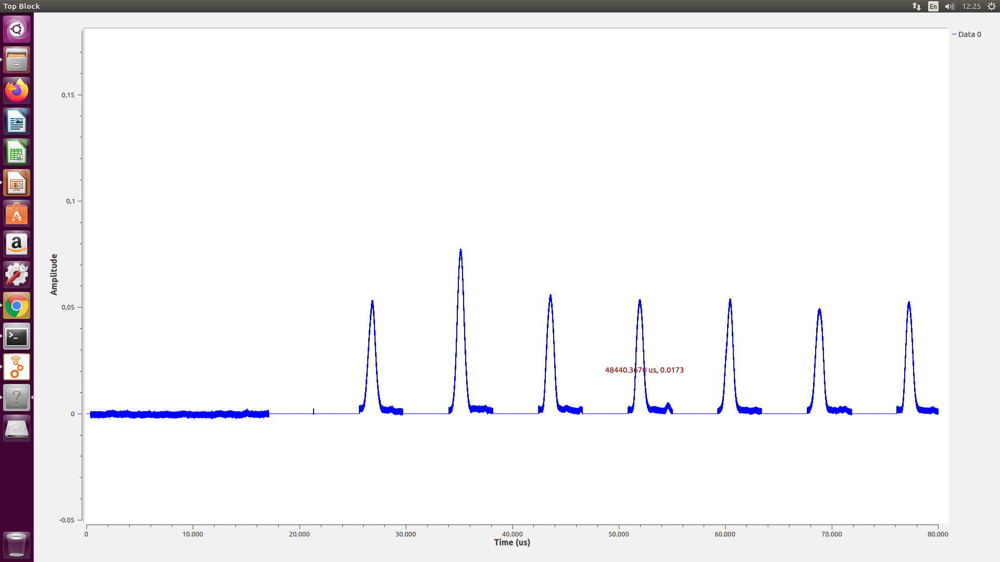 Top Block
En
12:25
Data 0
0,15
0,1
0,05
0
-0.05
Amplitude
48440.3670 us, 0.0173
0
10.000
20.000
30.000
40.000
50.000
60.000
70.000
80.000
Time (us)